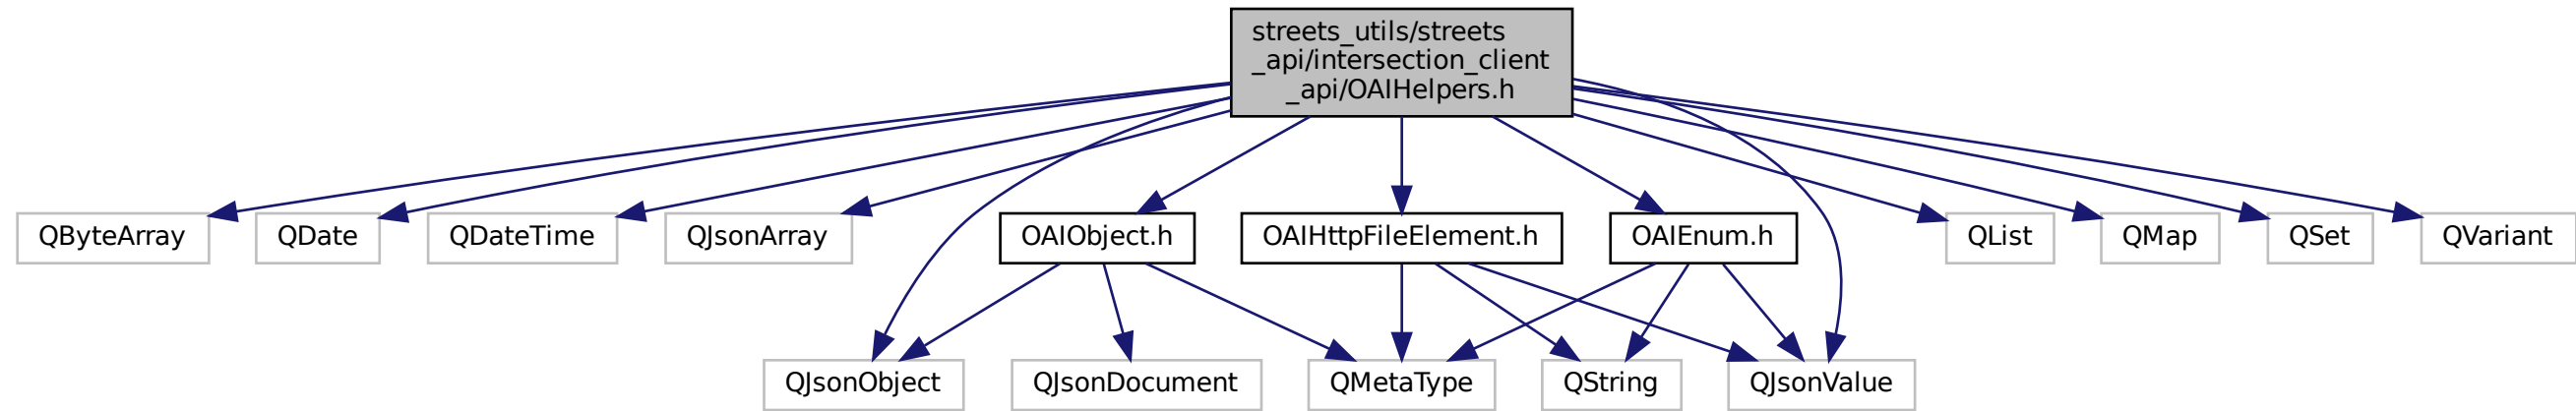 streets_utils/streets
_api/intersection_client
_api/OAIHelpers.h
QByteArray
QDate
QDateTime
QJsonArray
OAIObject.h
OAIHttpFileElement.h
OAIEnum.h
QList
QMap
QSet
QVariant
QJsonObject
QJsonDocument
QMetaType
QString
QJsonValue